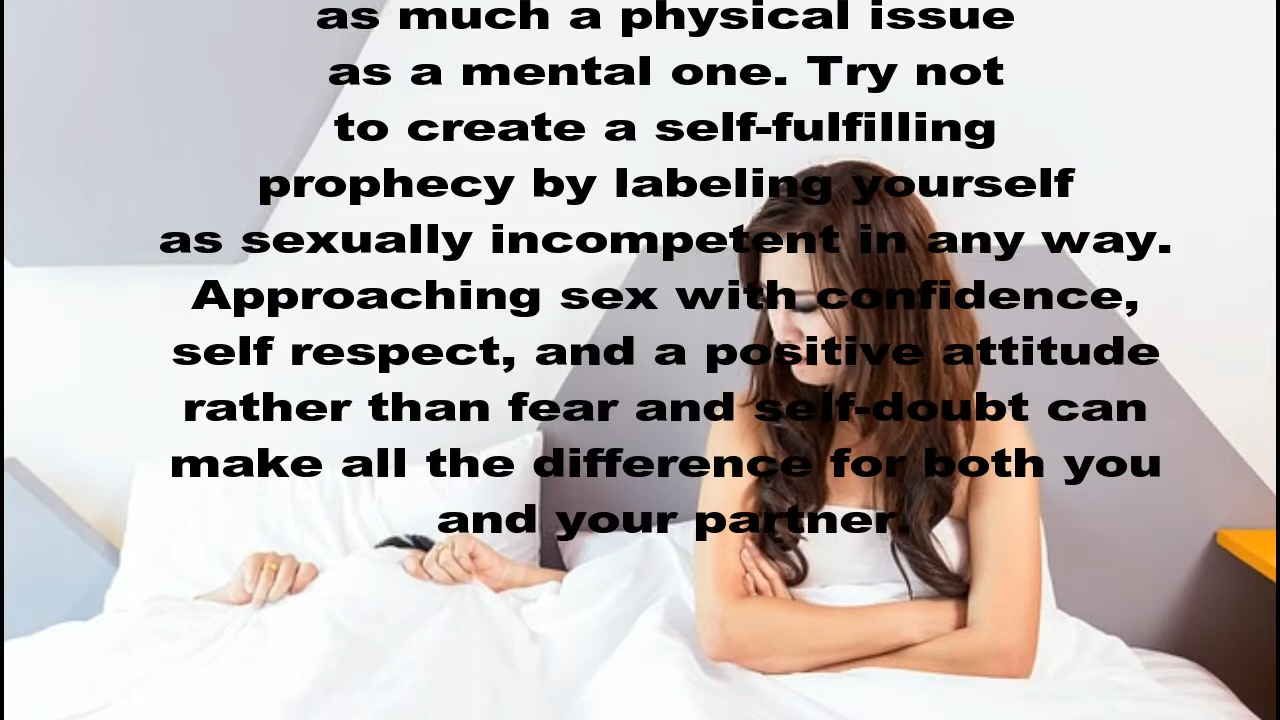 as much a physical issue
as a mental one. Try not
to create a self-fulfilling
prophecy by labeling yourself
as sexually incompetent in any way.
Approaching sex with confidence,
self respect, and a positive attitude
rather than fear and self-doubt can
make all the difference for both you
and your partner.